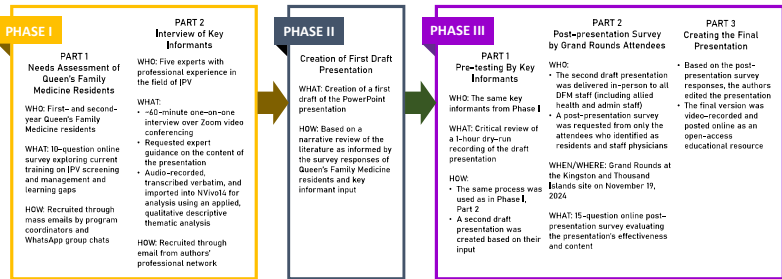 PHASE I
PART 1
Needs Assessment of
Queen's Family
Medicine Residents
WHO: First- and second-
year Queen's Family
Medicine residents
WHAT: 10-question online
survey exploring current
training on IPV screening
and management and
learning gaps
HOW: Recruited through
mass emails by program
coordinators and
WhatsApp group chats
PART 2
Interview of Key
Informants
WHO: Five experts with
professional experience in
the field of IPV
WHAT:
• ~60-minute one-on-one
interview over Zoom video
conferencing
• Requested expert
guidance on the content of
the presentation
• Audio-recorded,
transcribed verbatim, and
imported into NVivo14 for
analysis using an applied,
qualitative descriptive
thematic analysis
HOW: Recruited through
email from authors'
professional network
PHASE II
Creation of First Draft
Presentation
WHAT: Creation of a first
draft of the PowerPoint
presentation
HOW: Based on a
narrative review of the
literature as informed by
the survey responses of
Queen's Family Medicine
residents and key
informant input
PHASE III
PART 1
Pre-testing By Key
Informants
WHO: The same key
informants from Phase I
WHAT: Critical review of
a 1-hour dry-run
recording of the draft
presentation
HOW:
• The same process was
used as in Phase I,
Part 2
• A second draft
presentation was
created based on their
input
PART 2
Post-presentation Survey
by Grand Rounds Attendees
WHO:
• The second draft presentation
was delivered in-person to all
DFM staff (including allied
health and admin staff)
• A post-presentation survey
was requested from only the
attendees who identified as
residents and staff physicians
WHEN/WHERE: Grand Rounds at
the Kingston and Thousand
Islands site on November 19,
2024
WHAT: 15-question online post-
presentation survey evaluating
the presentation's effectiveness
and content
PART 3
Creating the Final
Presentation
• Based on the post-
presentation survey
responses, the authors
edited the presentation
• The final version was
video-recorded and
posted online as an
open-access
educational resource